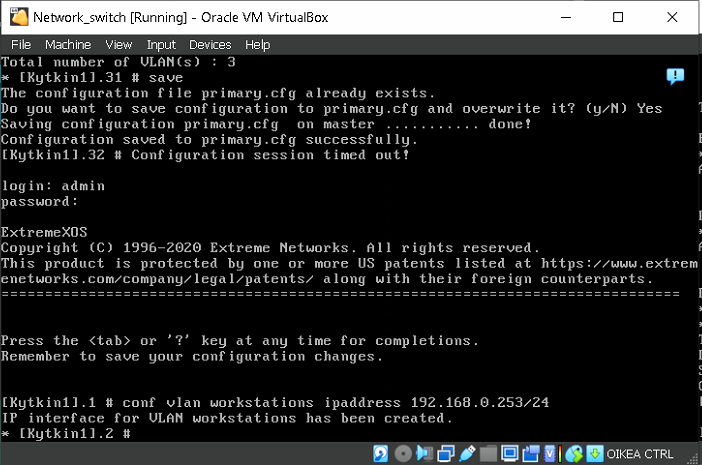 Network_switch [Running] - Oracle VM VirtualBox
File Machine View Input Devices Help
Total number of VLAN(s) : 3
* [Kytkin1].31 # save
The configuration file primary.cfg already exists.
Do you want to save configuration to primary.cfg and overwrite it? (y/N) Yes
Saving configuration primary.cfg  on master ........... done!
Configuration saved to primary.cfg successfully.
[Kytkin1].32 # Configuration session timed out!
login: admin
password:
ExtremeXOS
Copyright (C) 1996-2020 Extreme Networks. All rights reserved.
This product is protected by one or more US patents listed at https://www.extrem
enetworks.com/company/legal/patents/ along with their foreign counterparts.
==============================================================================
Press the <tab> or '?' key at any time for completions.
Remember to save your configuration changes.
[Kytkin1].1 # conf vlan workstations ipaddress 192.168.0.253/24
IP interface for VLAN workstations has been created.
* [Kytkin1].2 #
OIKEA CTRL